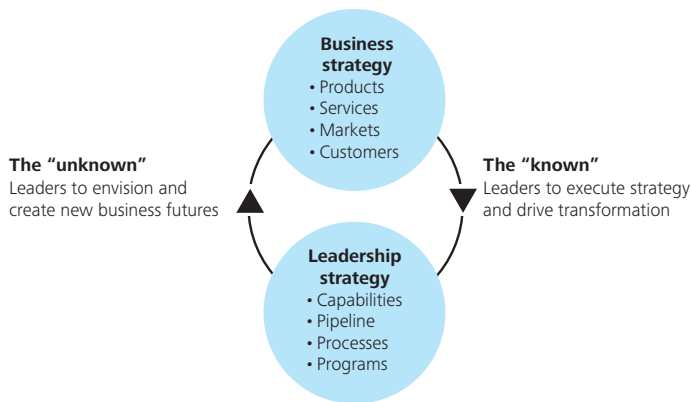 Business
strategy
• Products
• Services
• Markets
• Customers
The “unknown”
Leaders to envision and
create new business futures
The “known”
Leaders to execute strategy
and drive transformation
Leadership
strategy
• Capabilities
• Pipeline
• Processes
• Programs